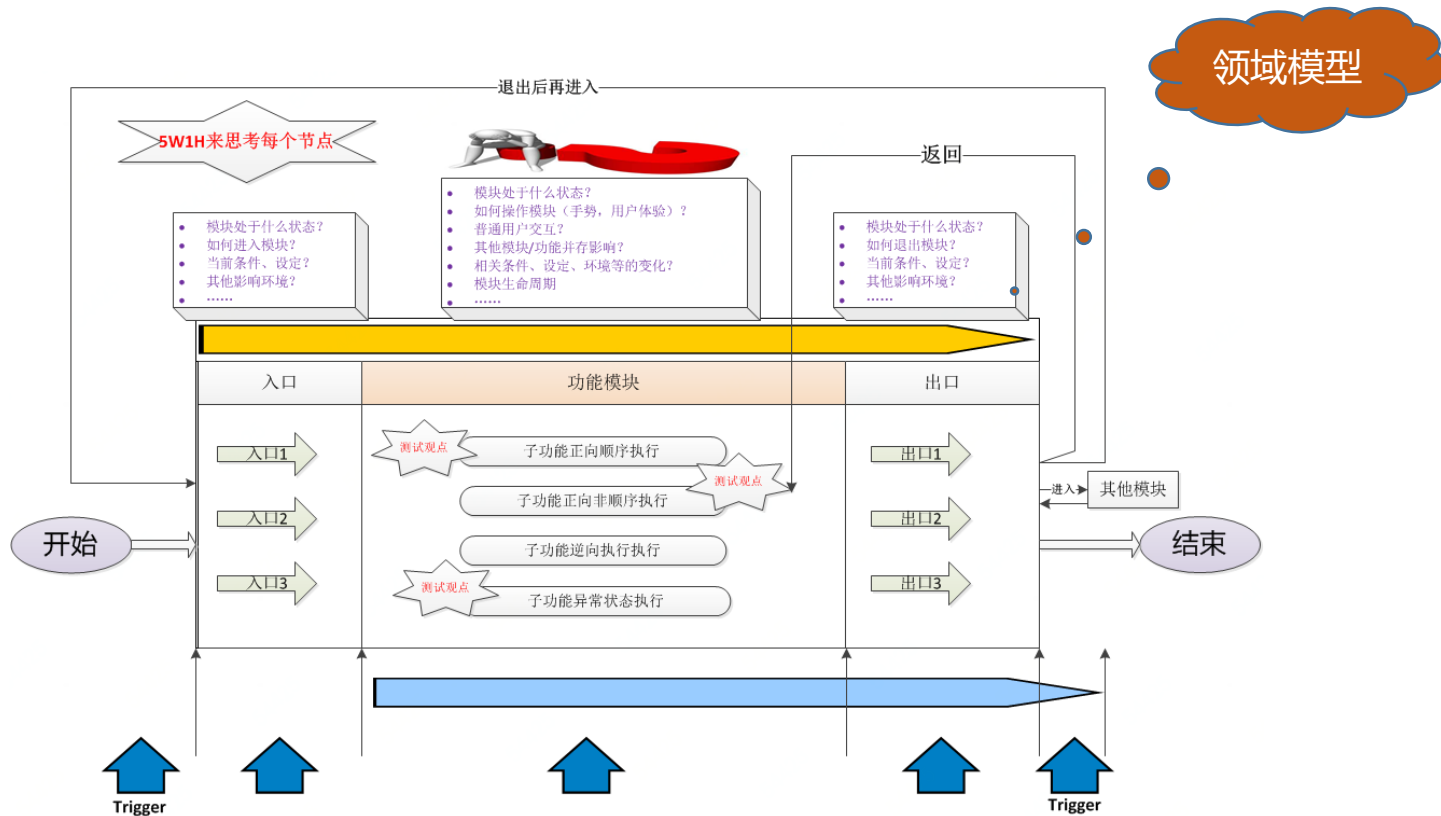 领域模型
退出后再进入
5W1H来思考每个节点
返回
模块处于什么状态?
如何进入模块?
当前条件、设定?
其他影响环境?
……
模块处于什么状态?
如何操作模块（手势，用户体验）?
普通用户交互?
其他模块/功能并存影响?
相关条件、设定、环境等的变化?
模块生命周期
……
模块处于什么状态?
如何退出模块?
当前条件、设定?
其他影响环境?
……
入口
功能模块
出口
入口1
入口2
入口3
测试观点
子功能正向顺序执行
测试观点
子功能正向非顺序执行
子功能逆向执行执行
测试观点
子功能异常状态执行
出口1
出口2
出口3
进入
其他模块
开始
结束
Trigger
Trigger